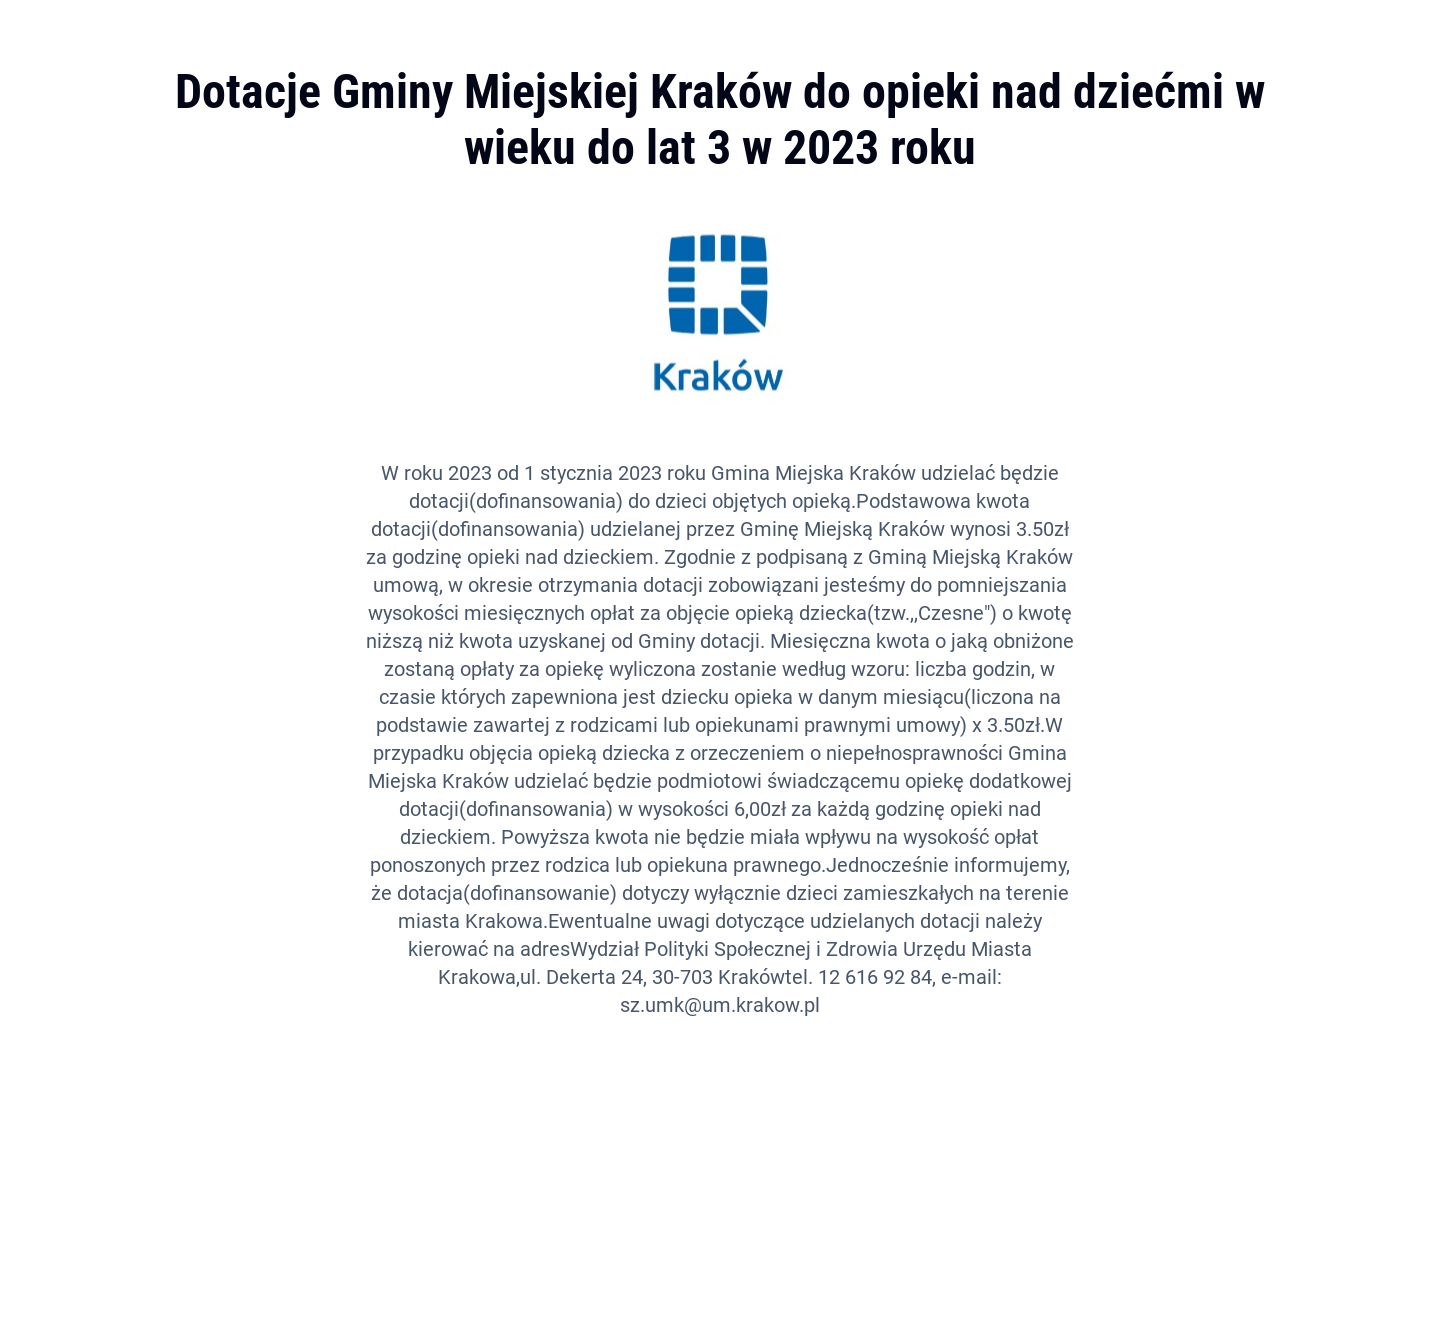 Dotacje Gminy Miejskiej Kraków do opieki nad dziećmi w
wieku do lat 3 w 2023 roku
Kraków
W roku 2023 od 1 stycznia 2023 roku Gmina Miejska Kraków udzielać będzie
dotacji(dofinansowania) do dzieci objętych opieką.Podstawowa kwota
dotacji(dofinansowania) udzielanej przez Gminę Miejską Kraków wynosi 3.50zł
za godzinę opieki nad dzieckiem. Zgodnie z podpisaną z Gminą Miejską Kraków
umową, w okresie otrzymania dotacji zobowiązani jesteśmy do pomniejszania
wysokości miesięcznych opłat za objęcie opieką dziecka(tzw.,,Czesne") o kwotę
niższą niż kwota uzyskanej od Gminy dotacji. Miesięczna kwota o jaką obniżone
zostaną opłaty za opiekę wyliczona zostanie według wzoru: liczba godzin, w
czasie których zapewniona jest dziecku opieka w danym miesiącu(liczona na
podstawie zawartej z rodzicami lub opiekunami prawnymi umowy) x 3.50zł.W
przypadku objęcia opieką dziecka z orzeczeniem o niepełnosprawności Gmina
Miejska Kraków udzielać będzie podmiotowi świadczącemu opiekę dodatkowej
dotacji(dofinansowania) w wysokości 6,00zł za każdą godzinę opieki nad
dzieckiem. Powyższa kwota nie będzie miała wpływu na wysokość opłat
ponoszonych przez rodzica lub opiekuna prawnego.Jednocześnie informujemy,
że dotacja(dofinansowanie) dotyczy wyłącznie dzieci zamieszkałych na terenie
miasta Krakowa.Ewentualne uwagi dotyczące udzielanych dotacji należy
kierować na adresWydział Polityki Społecznej i Zdrowia Urzędu Miasta
Krakowa,ul. Dekerta 24, 30-703 Krakówtel. 12 616 92 84, e-mail:
sz.umk@um.krakow.pl